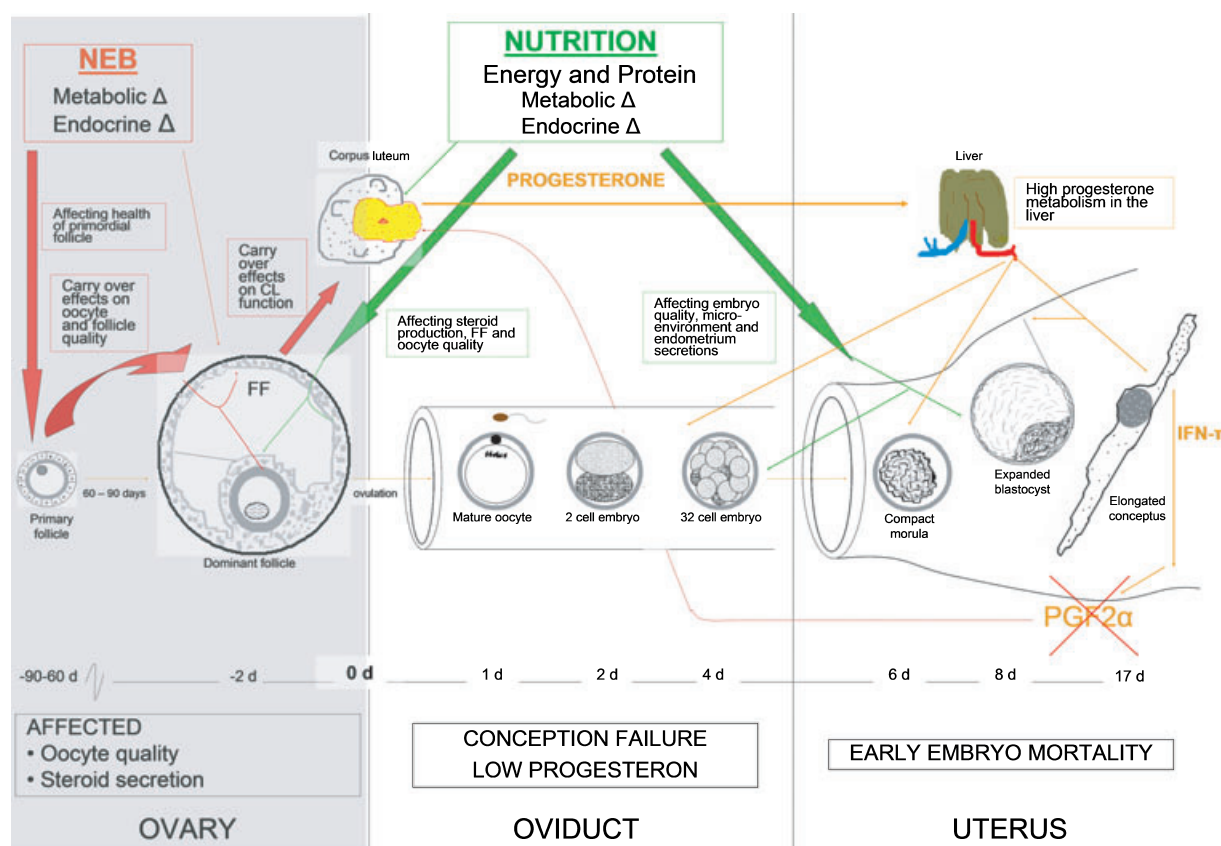 NEB
Metabolic Δ
Endocrine Δ
NUTRITION
Energy and Protein
Metabolic Δ
Endocrine Δ
Corpus luteum
PROGESTERONE
Liver
High progesterone
metabolism in the
liver
Affecting health
of primordial
follicle
Carry over
effects on
oocyte
and follicle
quality
Carry
over
effects
on CL
function
Affecting steroid
production, FF and
oocyte quality
Affecting embryo
quality, micro-
environment and
endometrium
secretions
FF
IFN-τ
60 – 90 days
ovulation
Primary
follicle
Dominant follicle
Mature oocyte
2 cell embryo
32 cell embryo
Compact
morula
Expanded
blastocyst
Elongated
conceptus
PGF2α
-90-60 d
-2 d
0 d
1 d
2 d
4 d
6 d
8 d
17 d
AFFECTED
• Oocyte quality
• Steroid secretion
CONCEPTION FAILURE
LOW PROGESTERON
EARLY EMBRYO MORTALITY
OVARY
OVIDUCT
UTERUS